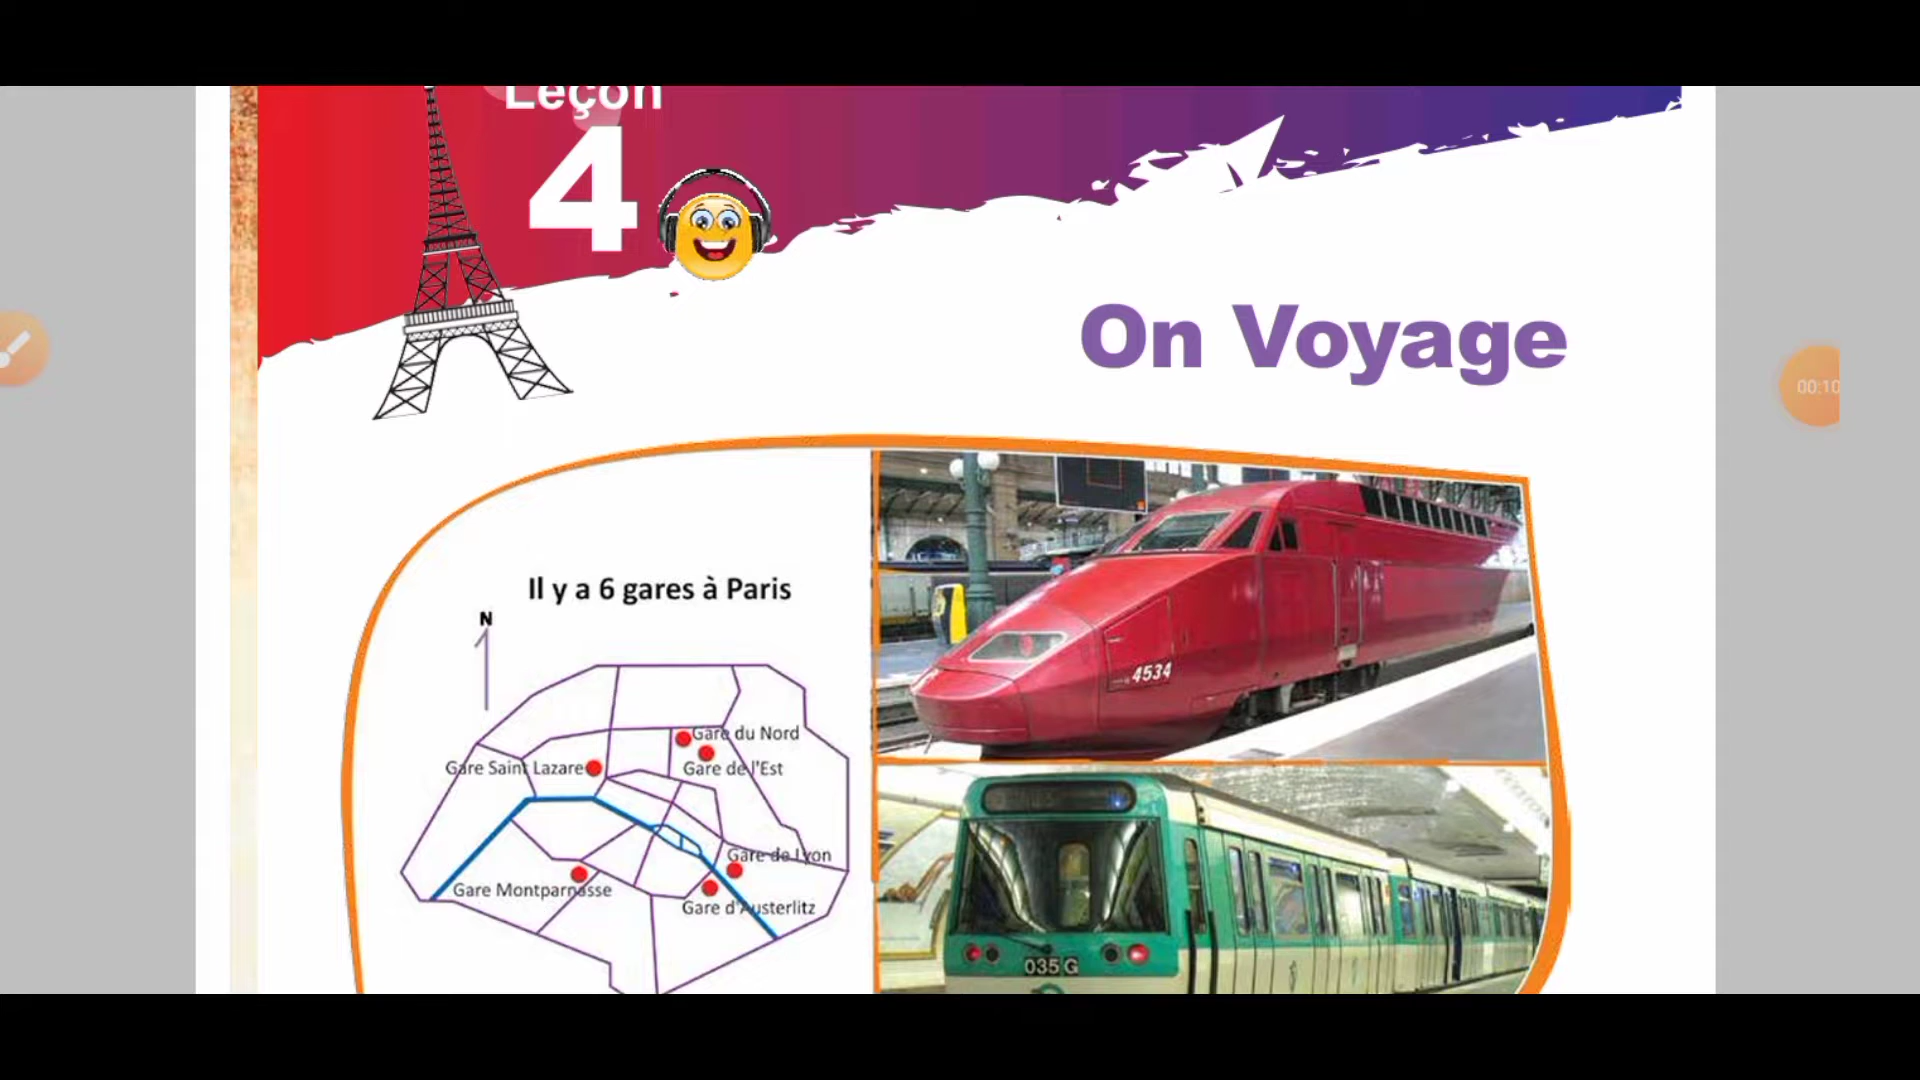 Leçon
4
On Voyage
00:10
Il y a 6 gares à Paris
N
4534
Gare du Nord
Gare Saint Lazare
Gare de l'Est
Gare de Lyon
Gare Montparnasse
Gare d'Austerlitz
035 G